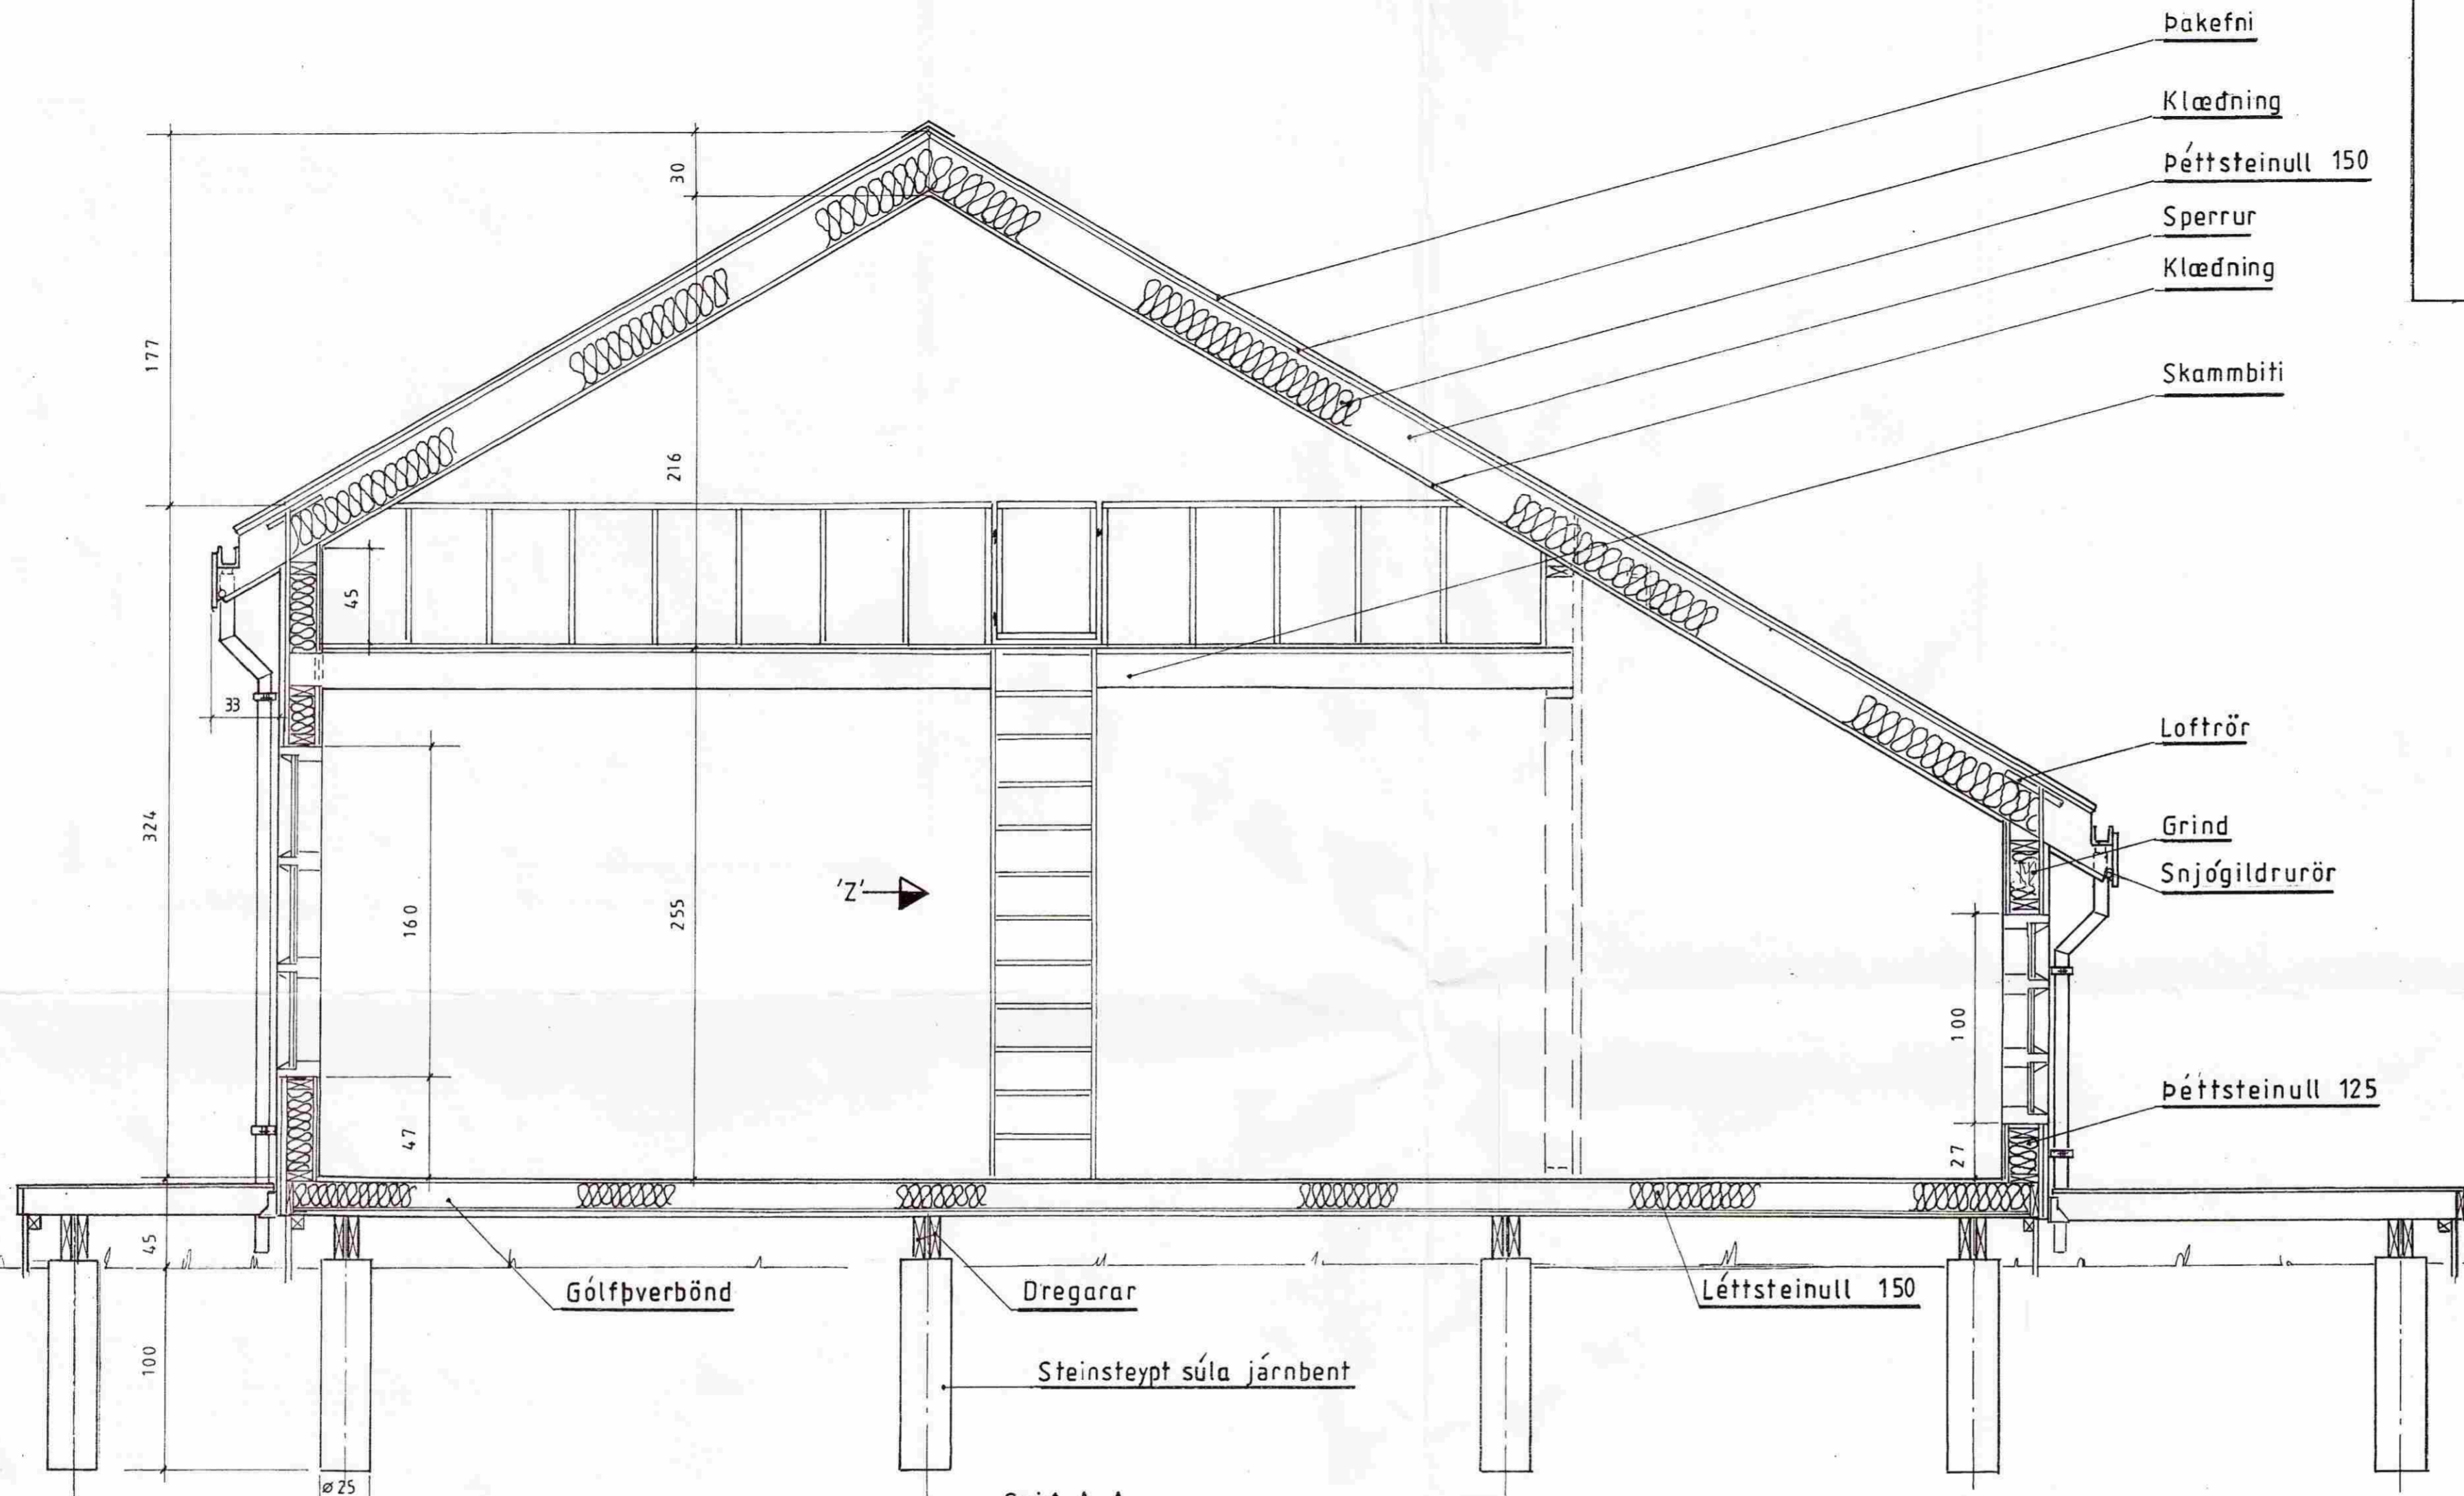 Þakefni
Klæðning
Þéttsteinull 150
Sperrur
Klæðning
Skammbiti
30
177
216
45
33
Loftrör
324
Grind
Snjógildrurör
'Z'
160
255
100
Þéttsteinull 125
47
27
45
Gólfþverbönd
Dregarar
Léttsteinull 150
100
Steinsteypt súla járnbent
ø25